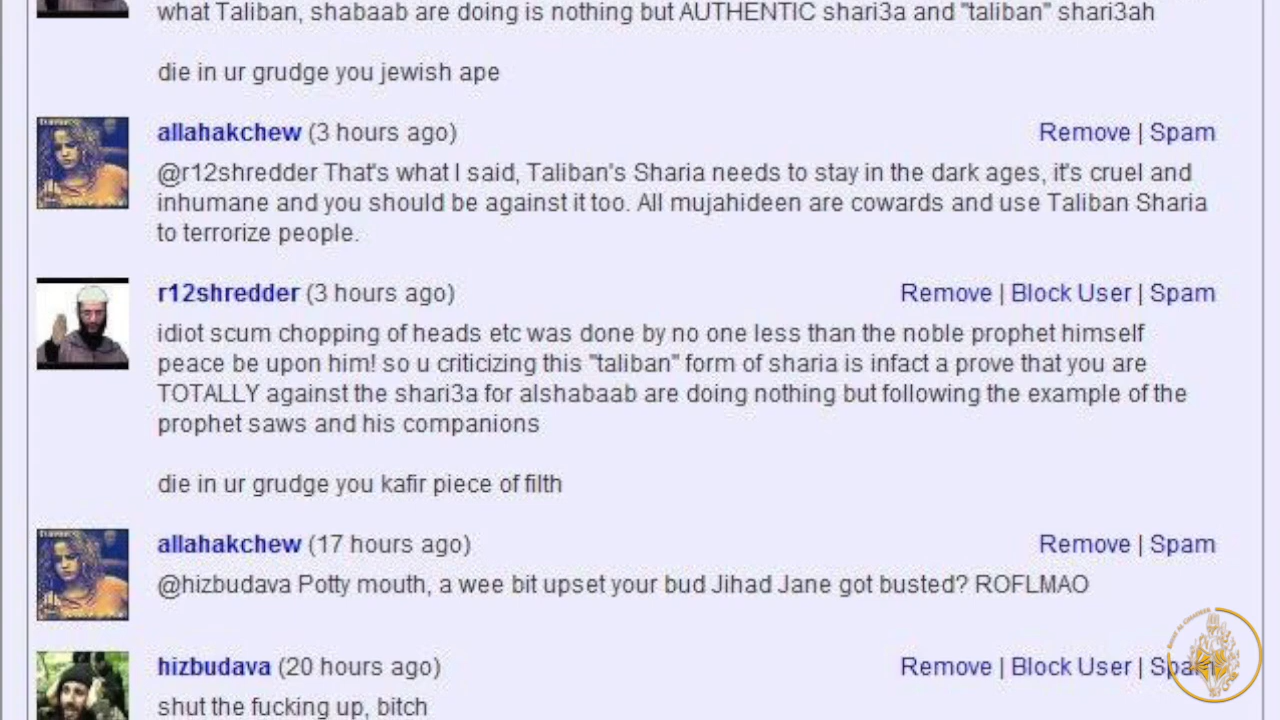 what Taliban, shabaab are doing is nothing but AUTHENTIC shari3a and "taliban" shari3ah
die in ur grudge you jewish ape
allahakchew (3 hours ago) Remove | Spam
@r12shredder That's what I said, Taliban's Sharia needs to stay in the dark ages, it's cruel and
inhumane and you should be against it too. All mujahideen are cowards and use Taliban Sharia
to terrorize people.
r12shredder (3 hours ago) Remove | Block User | Spam
idiot scum chopping of heads etc was done by no one less than the noble prophet himself
peace be upon him! so u criticizing this "taliban" form of sharia is infact a prove that you are
TOTALLY against the shari3a for alshabaab are doing nothing but following the example of the
prophet saws and his companions
die in ur grudge you kafir piece of filth
allahakchew (17 hours ago) Remove | Spam
@hizbudava Potty mouth, a wee bit upset your bud Jihad Jane got busted? ROFLMAO
hizbudava (20 hours ago) Remove | Block User | Spam
shut the fucking up, bitch